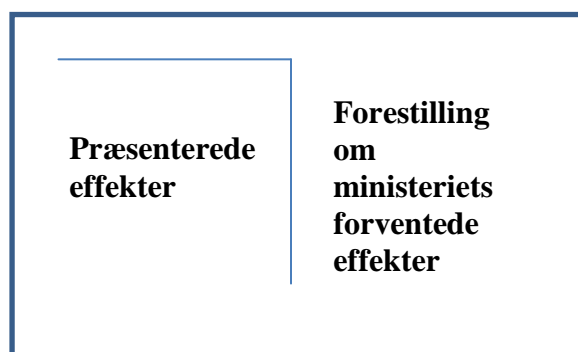 Præsenterede
effekter
Forestilling
om
ministeriets
forventede
effekter